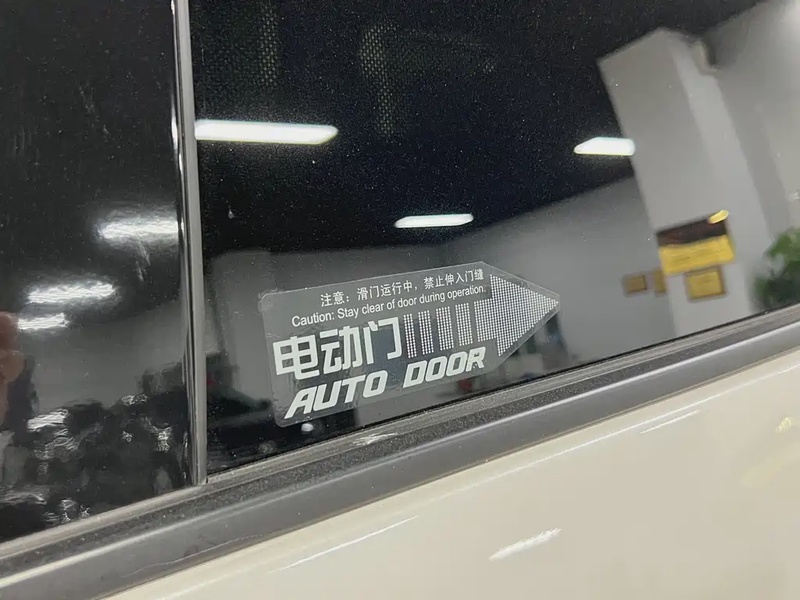 注意：滑门运行中，禁止伸入门缝
Caution: Stay clear of door during operation.
电动门
AUTO DOOR